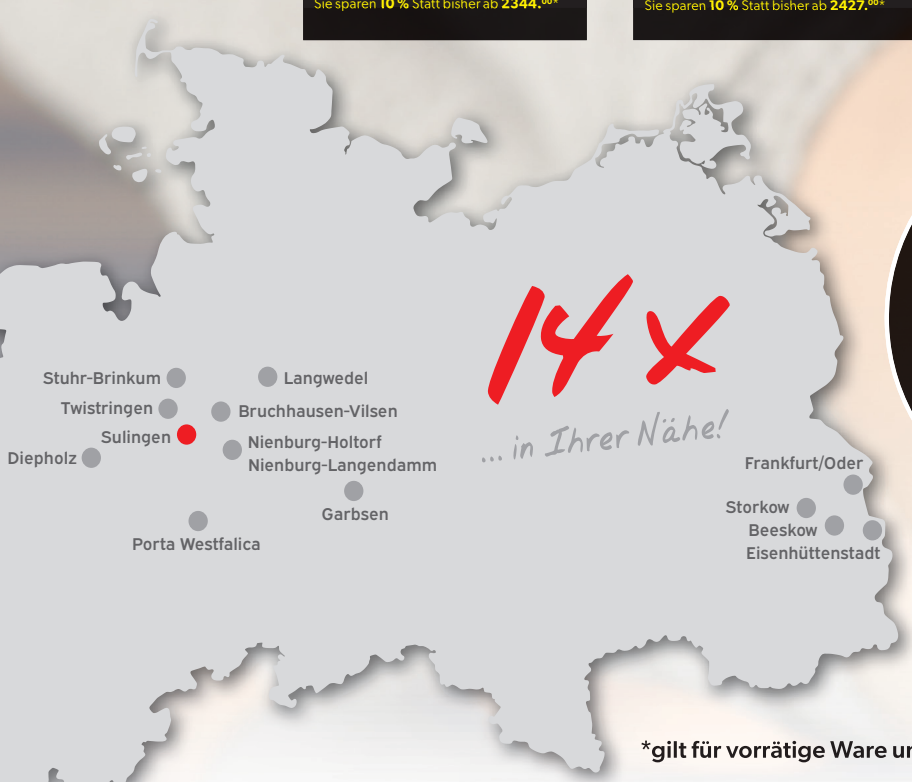 Sie sparen 10 % Statt bisher ab 2344.⁰⁰*
Sie sparen 10 % Statt bisher ab 2427.⁰⁰*
14 x
... in Ihrer Nähe!
Stuhr-Brinkum
Langwedel
Twistringen
Bruchhausen-Vilsen
Sulingen
Nienburg-Holtorf
Diepholz
Nienburg-Langendamm
Garbsen
Porta Westfalica
Frankfurt/Oder
Storkow
Beeskow
Eisenhüttenstadt
*gilt für vorrätige Ware